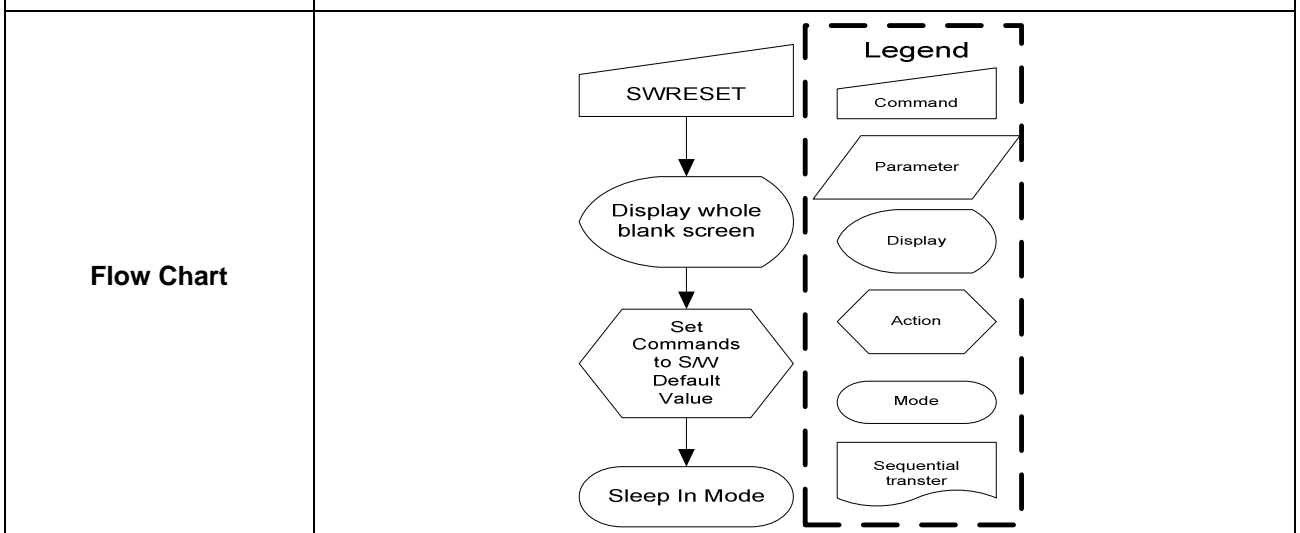 Flow Chart
SWRESET
Display whole
blank screen
Set
Commands
to S/W
Default
Value
Sleep In Mode
Legend
Command
Parameter
Display
Action
Mode
Sequential
transter